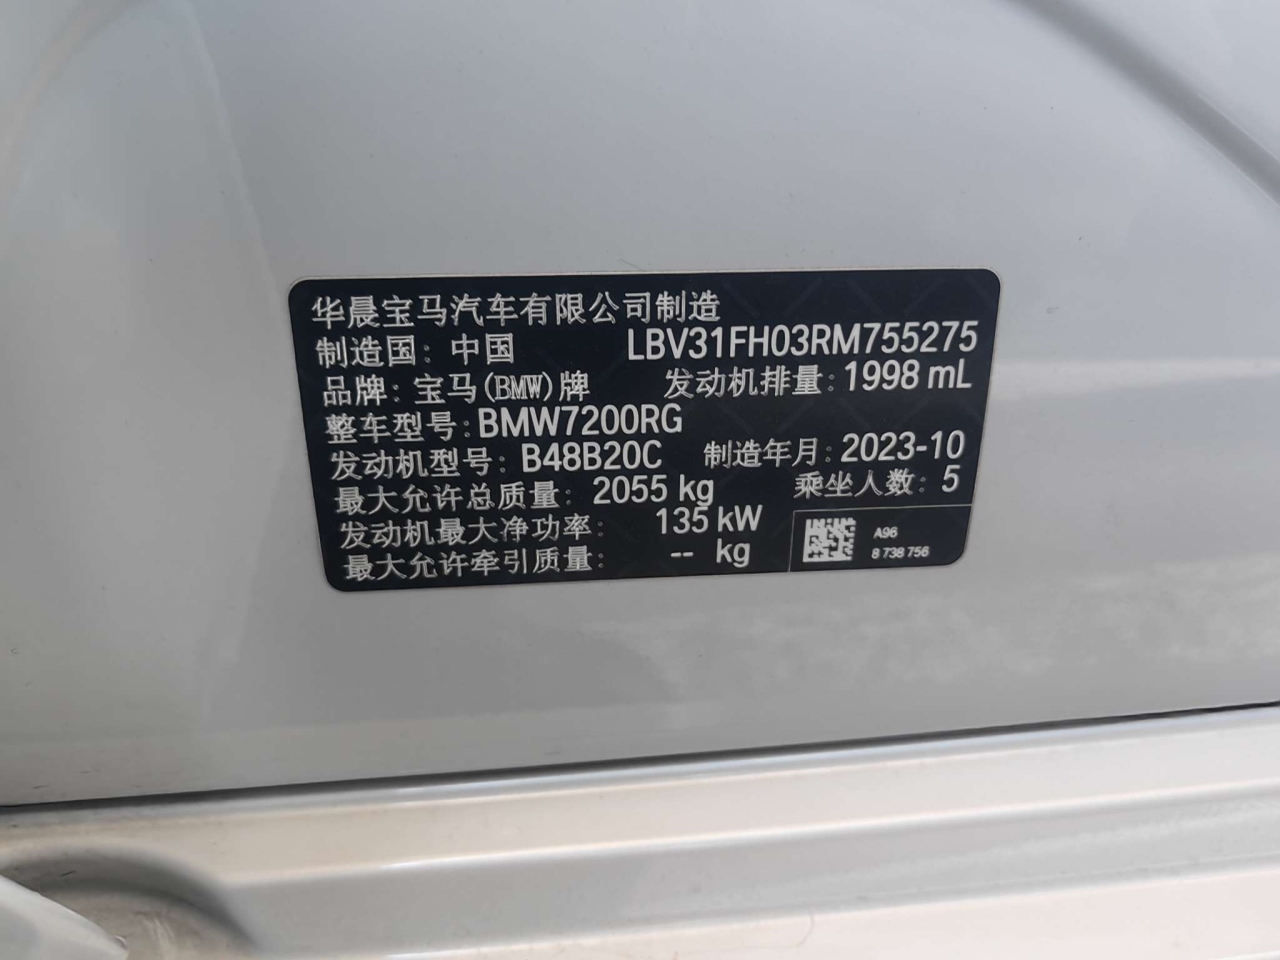 华晨宝马汽车有限公司制造
制造国：中国 LBV31FH03RM755275
品牌：宝马(BMW)牌 发动机排量：1998 mL
整车型号：BMW7200RG
发动机型号：B48B20C 制造年月：2023-10
最大允许总质量：2055 kg 乘坐人数：5
发动机最大净功率：135 kW
最大允许牵引质量：-- kg
A96
8 738 756